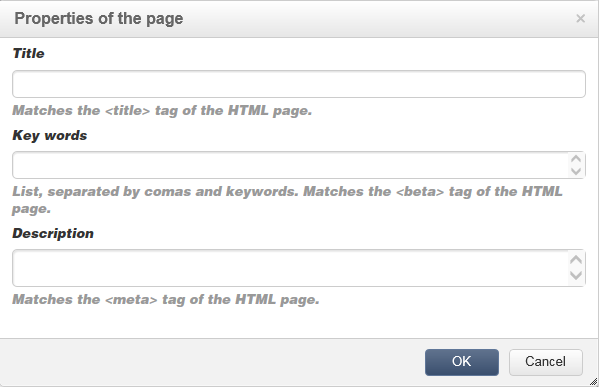 Properties of the page
×
Title
Matches the <title> tag of the HTML page.
Key words
List, separated by comas and keywords. Matches the <beta> tag of the HTML
page.
Description
Matches the <meta> tag of the HTML page.
OK
Cancel